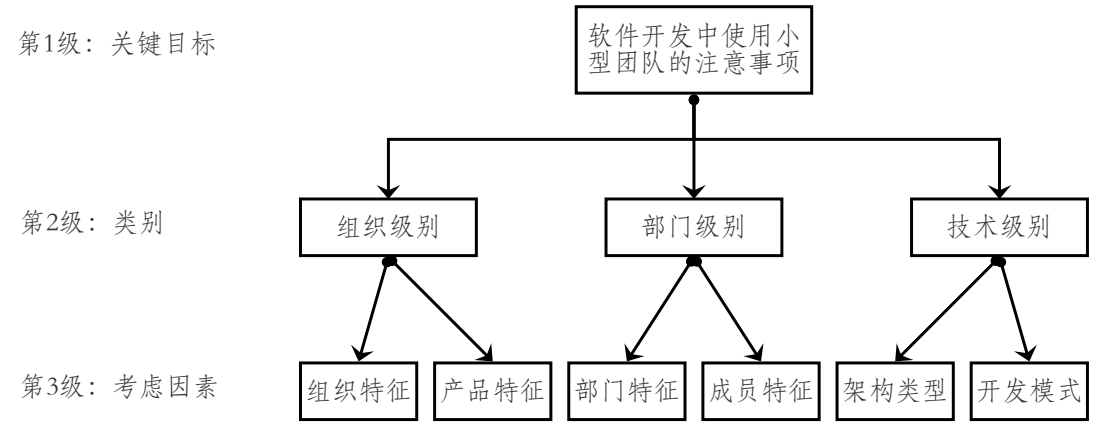 第1级：关键目标
软件开发中使用小
型团队的注意事项
第2级：类别
组织级别
部门级别
技术级别
第3级：考虑因素
组织特征
产品特征
部门特征
成员特征
架构类型
开发模式